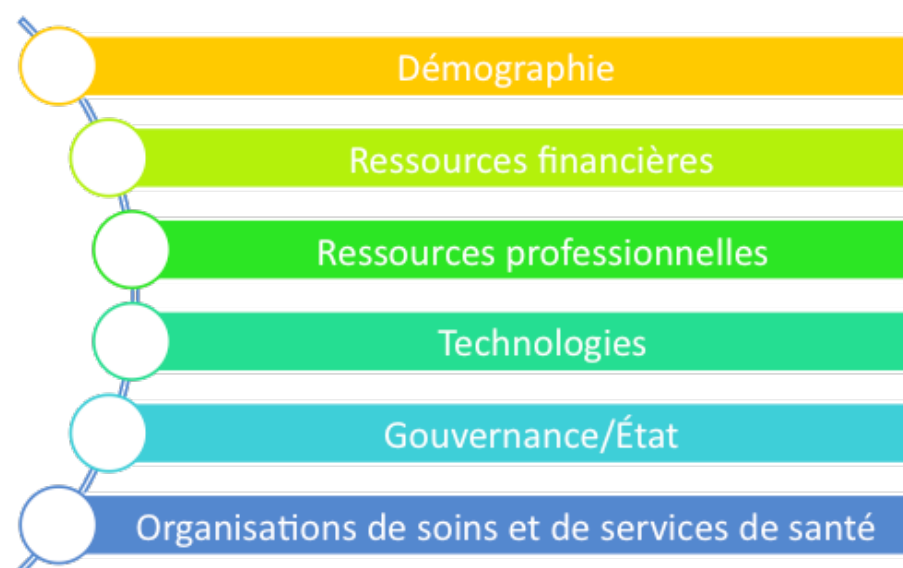 Démographie
Ressources financières
Ressources professionnelles
Technologies
Gouvernance/État
Organisations de soins et de services de santé